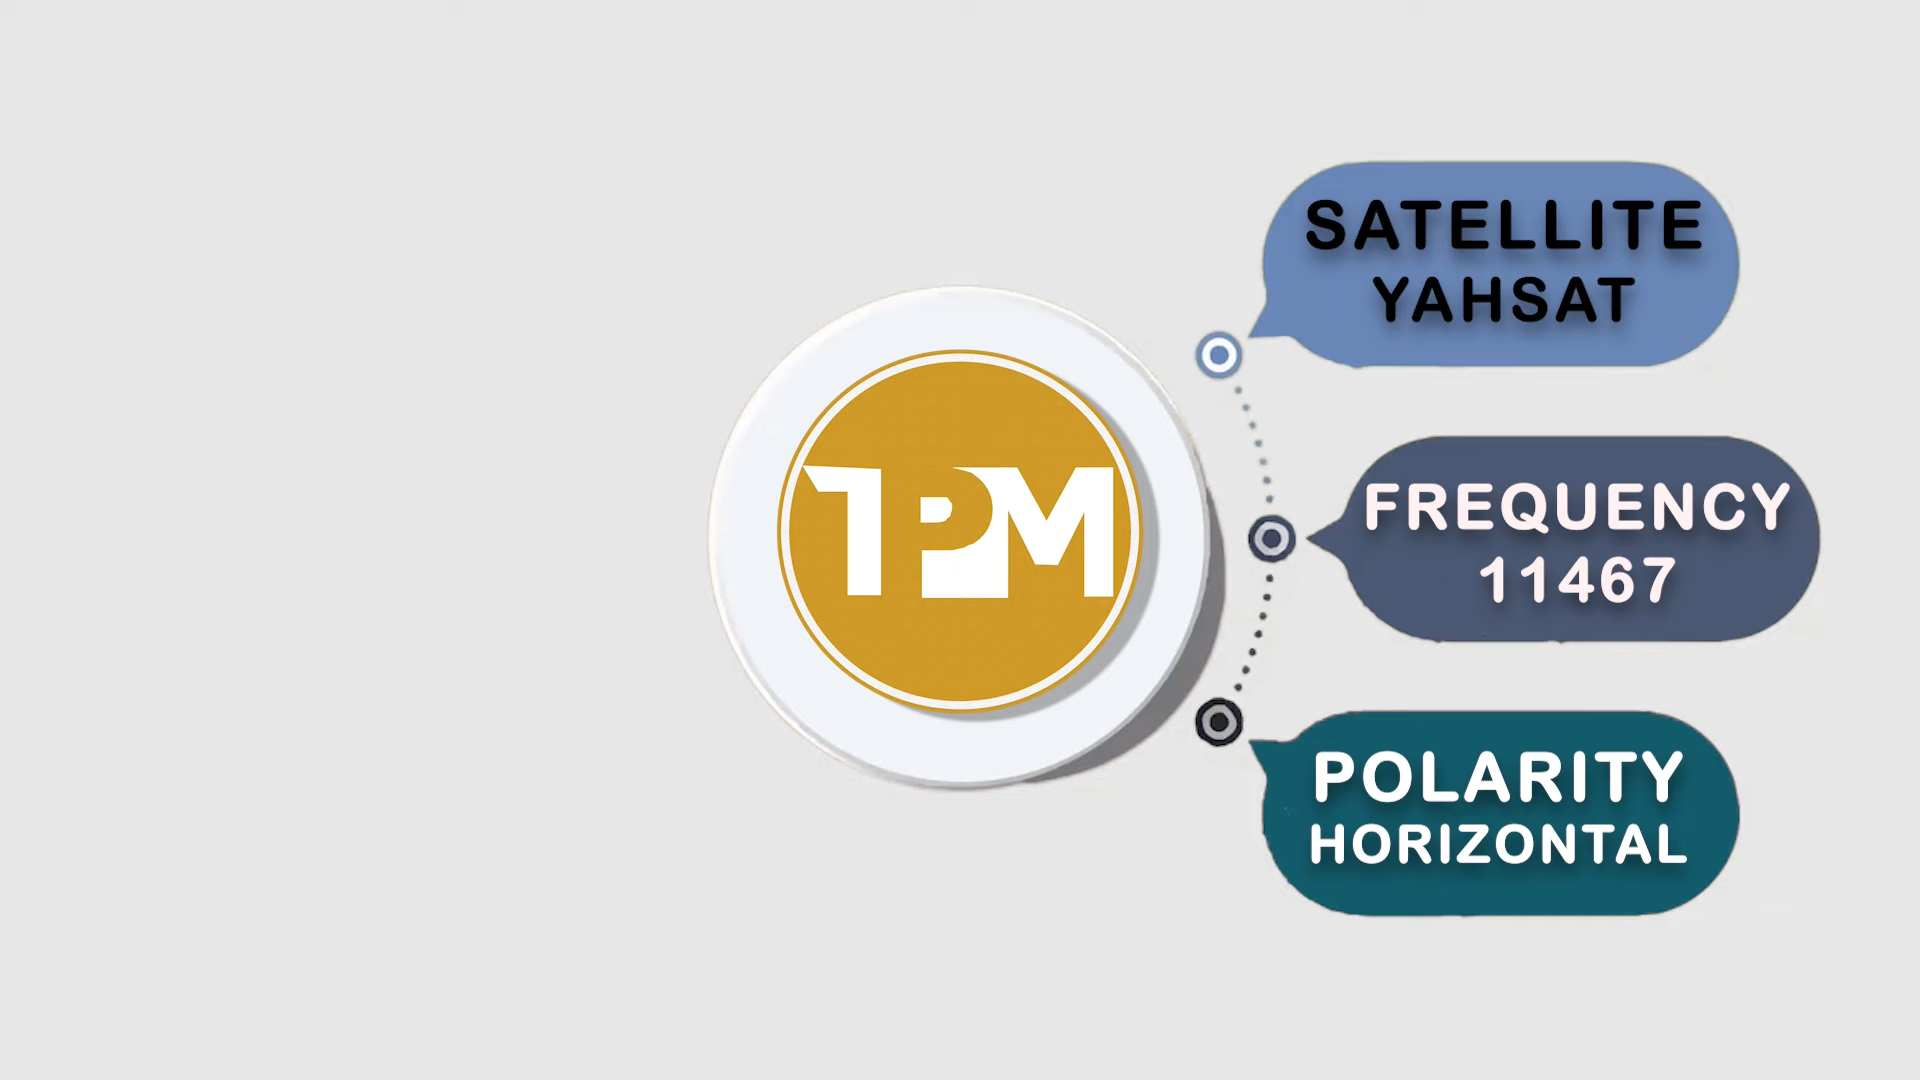 TPM
SATELLITE
YAHSAT
FREQUENCY
11467
POLARITY
HORIZONTAL